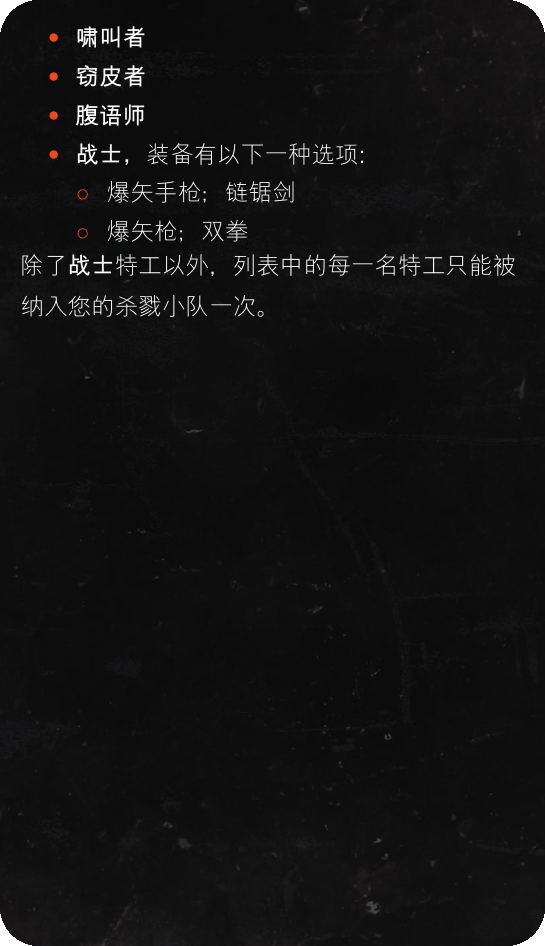 啸叫者
窃皮者
腹语师
战士，装备有以下一种选项：
爆矢手枪；链锯剑
爆矢枪；双拳
除了战士特工以外，列表中的每一名特工只能被
纳入您的杀戮小队一次。